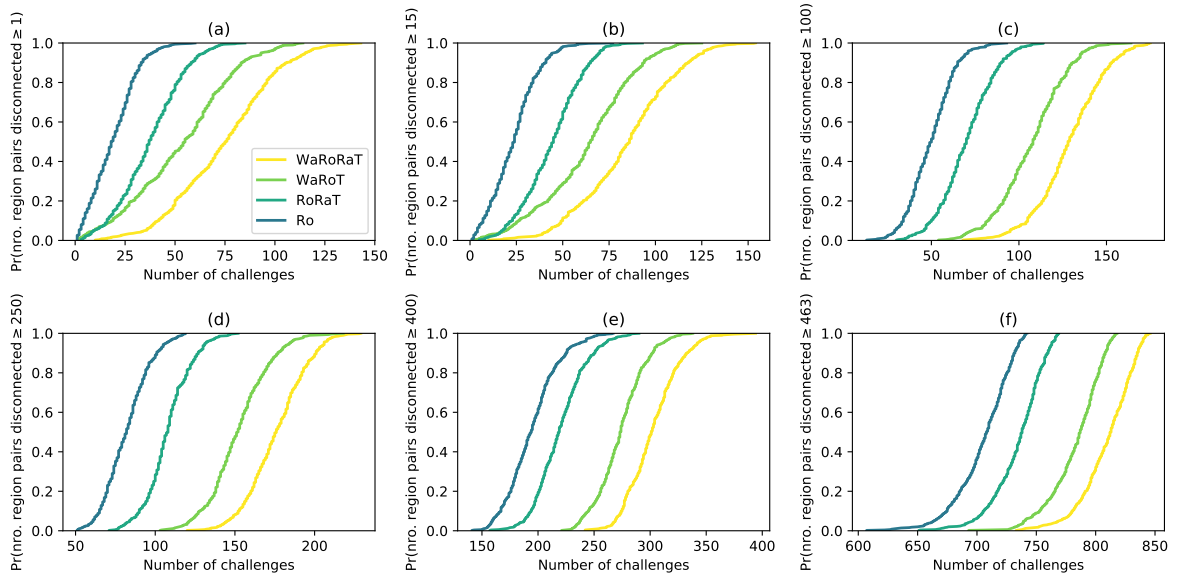 (a)
Pr(nro. region pairs disconnected ≥ 1)
1.0
0.8
0.6
0.4
0.2
0.0
WaRoRaT
WaRoT
RoRaT
Ro
0 25 50 75 100 125 150
Number of challenges
(b)
Pr(nro. region pairs disconnected ≥ 15)
1.0
0.8
0.6
0.4
0.2
0.0
0 25 50 75 100 125 150
Number of challenges
(c)
Pr(nro. region pairs disconnected ≥ 100)
1.0
0.8
0.6
0.4
0.2
0.0
50 100 150
Number of challenges
(d)
Pr(nro. region pairs disconnected ≥ 250)
1.0
0.8
0.6
0.4
0.2
0.0
50 100 150 200
Number of challenges
(e)
Pr(nro. region pairs disconnected ≥ 400)
1.0
0.8
0.6
0.4
0.2
0.0
150 200 250 300 350 400
Number of challenges
(f)
Pr(nro. region pairs disconnected ≥ 463)
1.0
0.8
0.6
0.4
0.2
0.0
600 650 700 750 800 850
Number of challenges